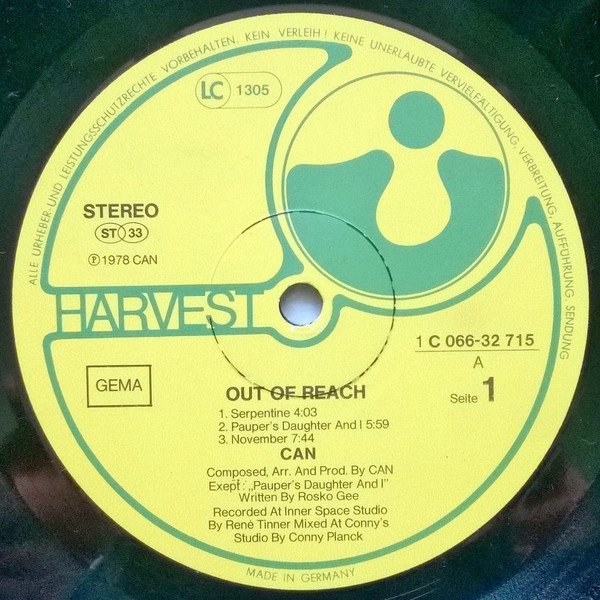 ALLE URHEBER-UND LEISTUNGSSCHUTZRECHTE VORBEHALTEN. KEIN VERLEIH! KEINE UNERLAUBTE VERVIELFÄLTIGUNG, VERBREITUNG, AUFFÜHRUNG, SENDUNG
LC 1305
STEREO
ST 33
Ⓟ 1978 CAN
HARVEST
1 C 066-32 715
A
Seite 1
GEMA
OUT OF REACH
1. Serpentine 4:03
2. Pauper's Daughter And I 5:59
3. November 7:44
CAN
Composed, Arr. And Prod. By CAN
Exept: „Pauper's Daughter And I"
Written By Rosko Gee
Recorded At Inner Space Studio
By René Tinner Mixed At Conny's
Studio By Conny Planck
MADE IN GERMANY